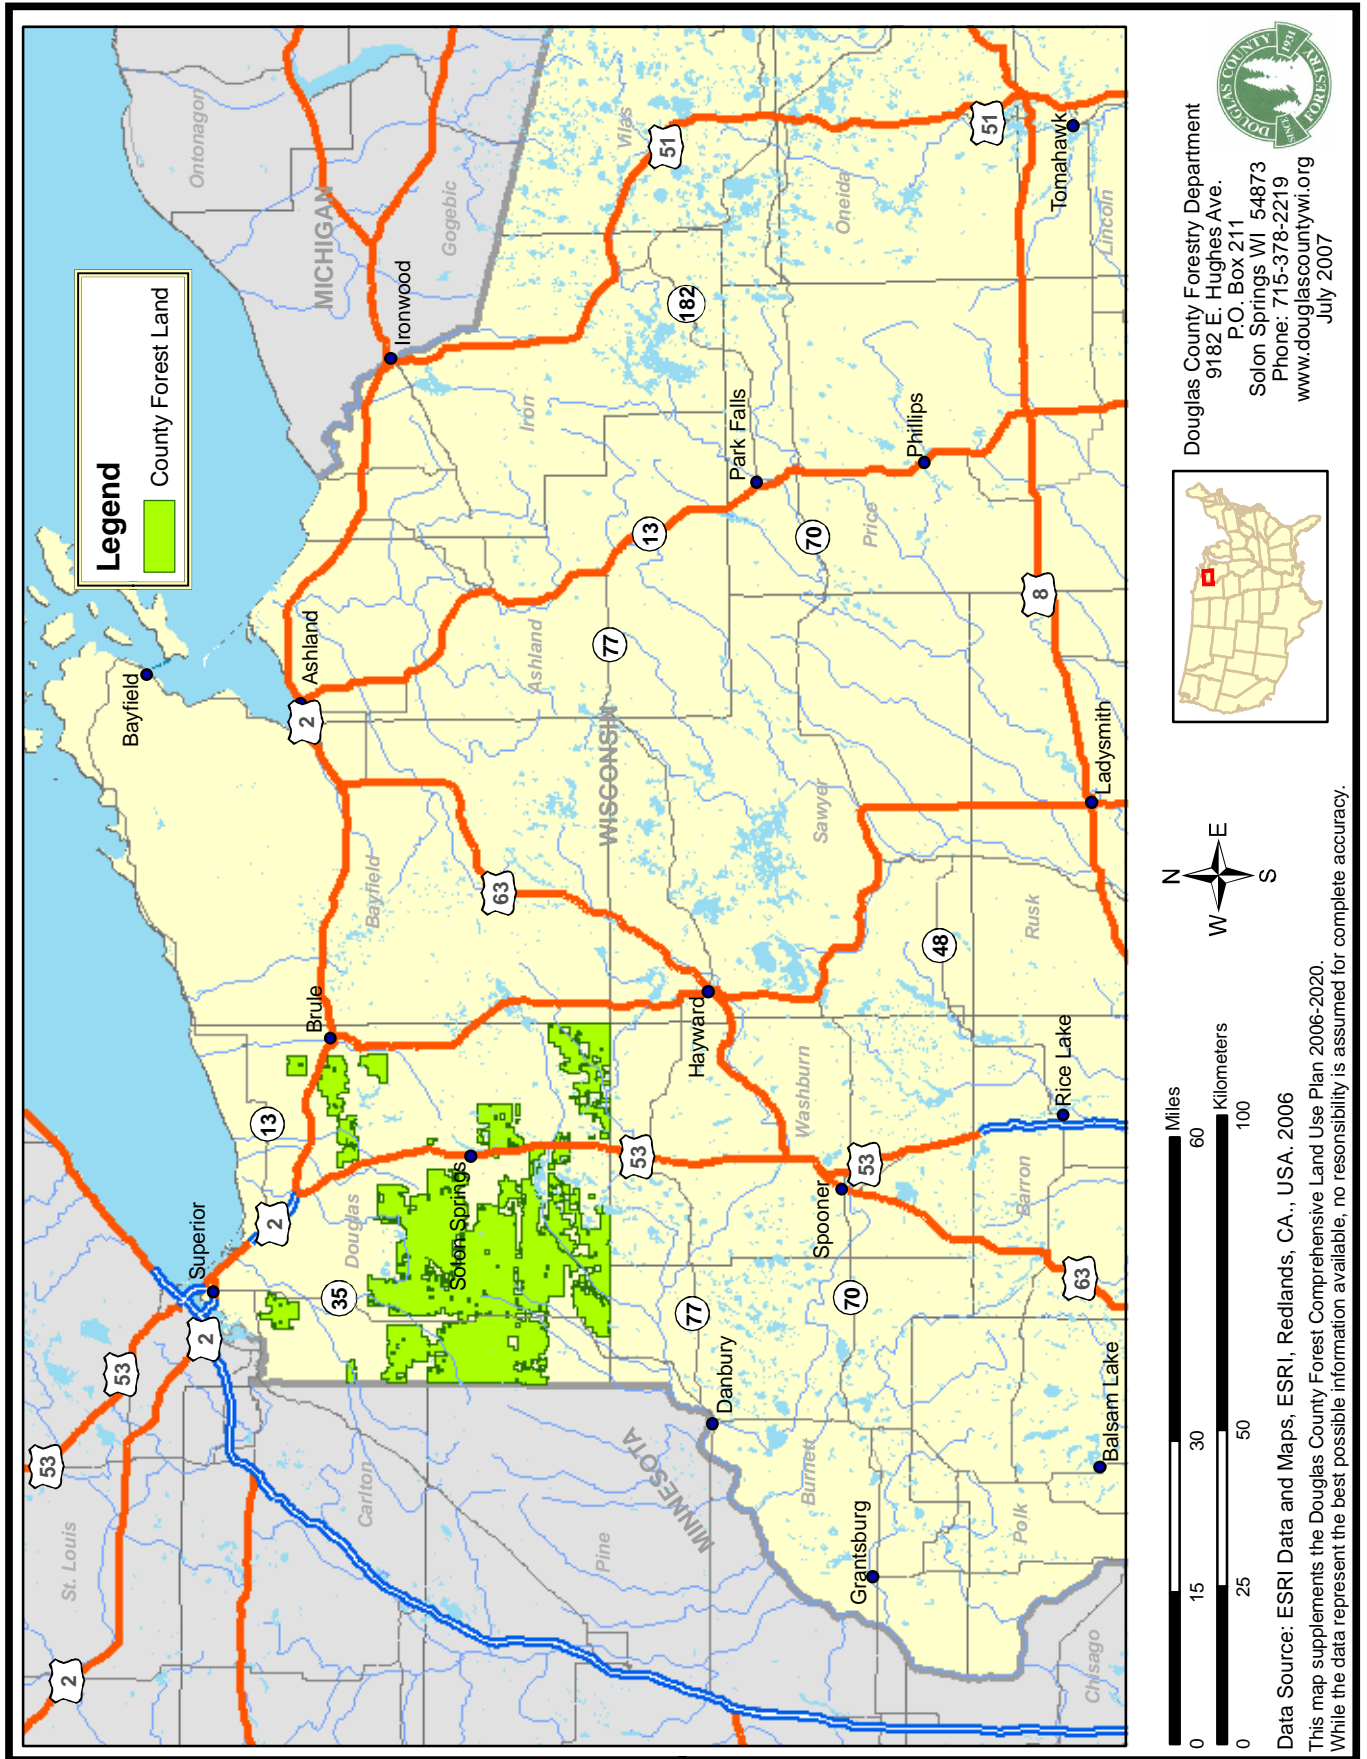 Legend
County Forest Land
Ontonagon
MICHIGAN
Gogebic
Ironwood
Bayfield
Ashland
2
Vilas
51
Iron
182
Oneida
51
Tomahawk
Lincoln
Park Falls
13
Phillips
70
Price
Ashland
77
8
WISCONSIN
Sawyer
Ladysmith
Bayfield
63
Brule
13
Hayward
48
Rusk
Washburn
Rice Lake
Superior
2
Douglas
35
Solon Springs
53
Spooner
53
Barron
63
77
70
Danbury
Burnett
Grantsburg
Polk
Balsam Lake
53
53
2
2
St. Louis
Carlton
Pine
MINNESOTA
Chisago
Douglas County Forestry Department
9182 E. Hughes Ave.
P.O. Box 211
Solon Springs WI 54873
Phone: 715-378-2219
www.douglascountywi.org
July 2007
DOUGLAS COUNTY
FORESTRY
SINCE
1931
N
W E
S
0 15 30 60
Miles
0 25 50 100
Kilometers
Data Source: ESRI Data and Maps, ESRI, Redlands, CA., USA. 2006
This map supplements the Douglas County Forest Comprehensive Land Use Plan 2006-2020.
While the data represent the best possible information available, no resonsibility is assumed for complete accuracy.